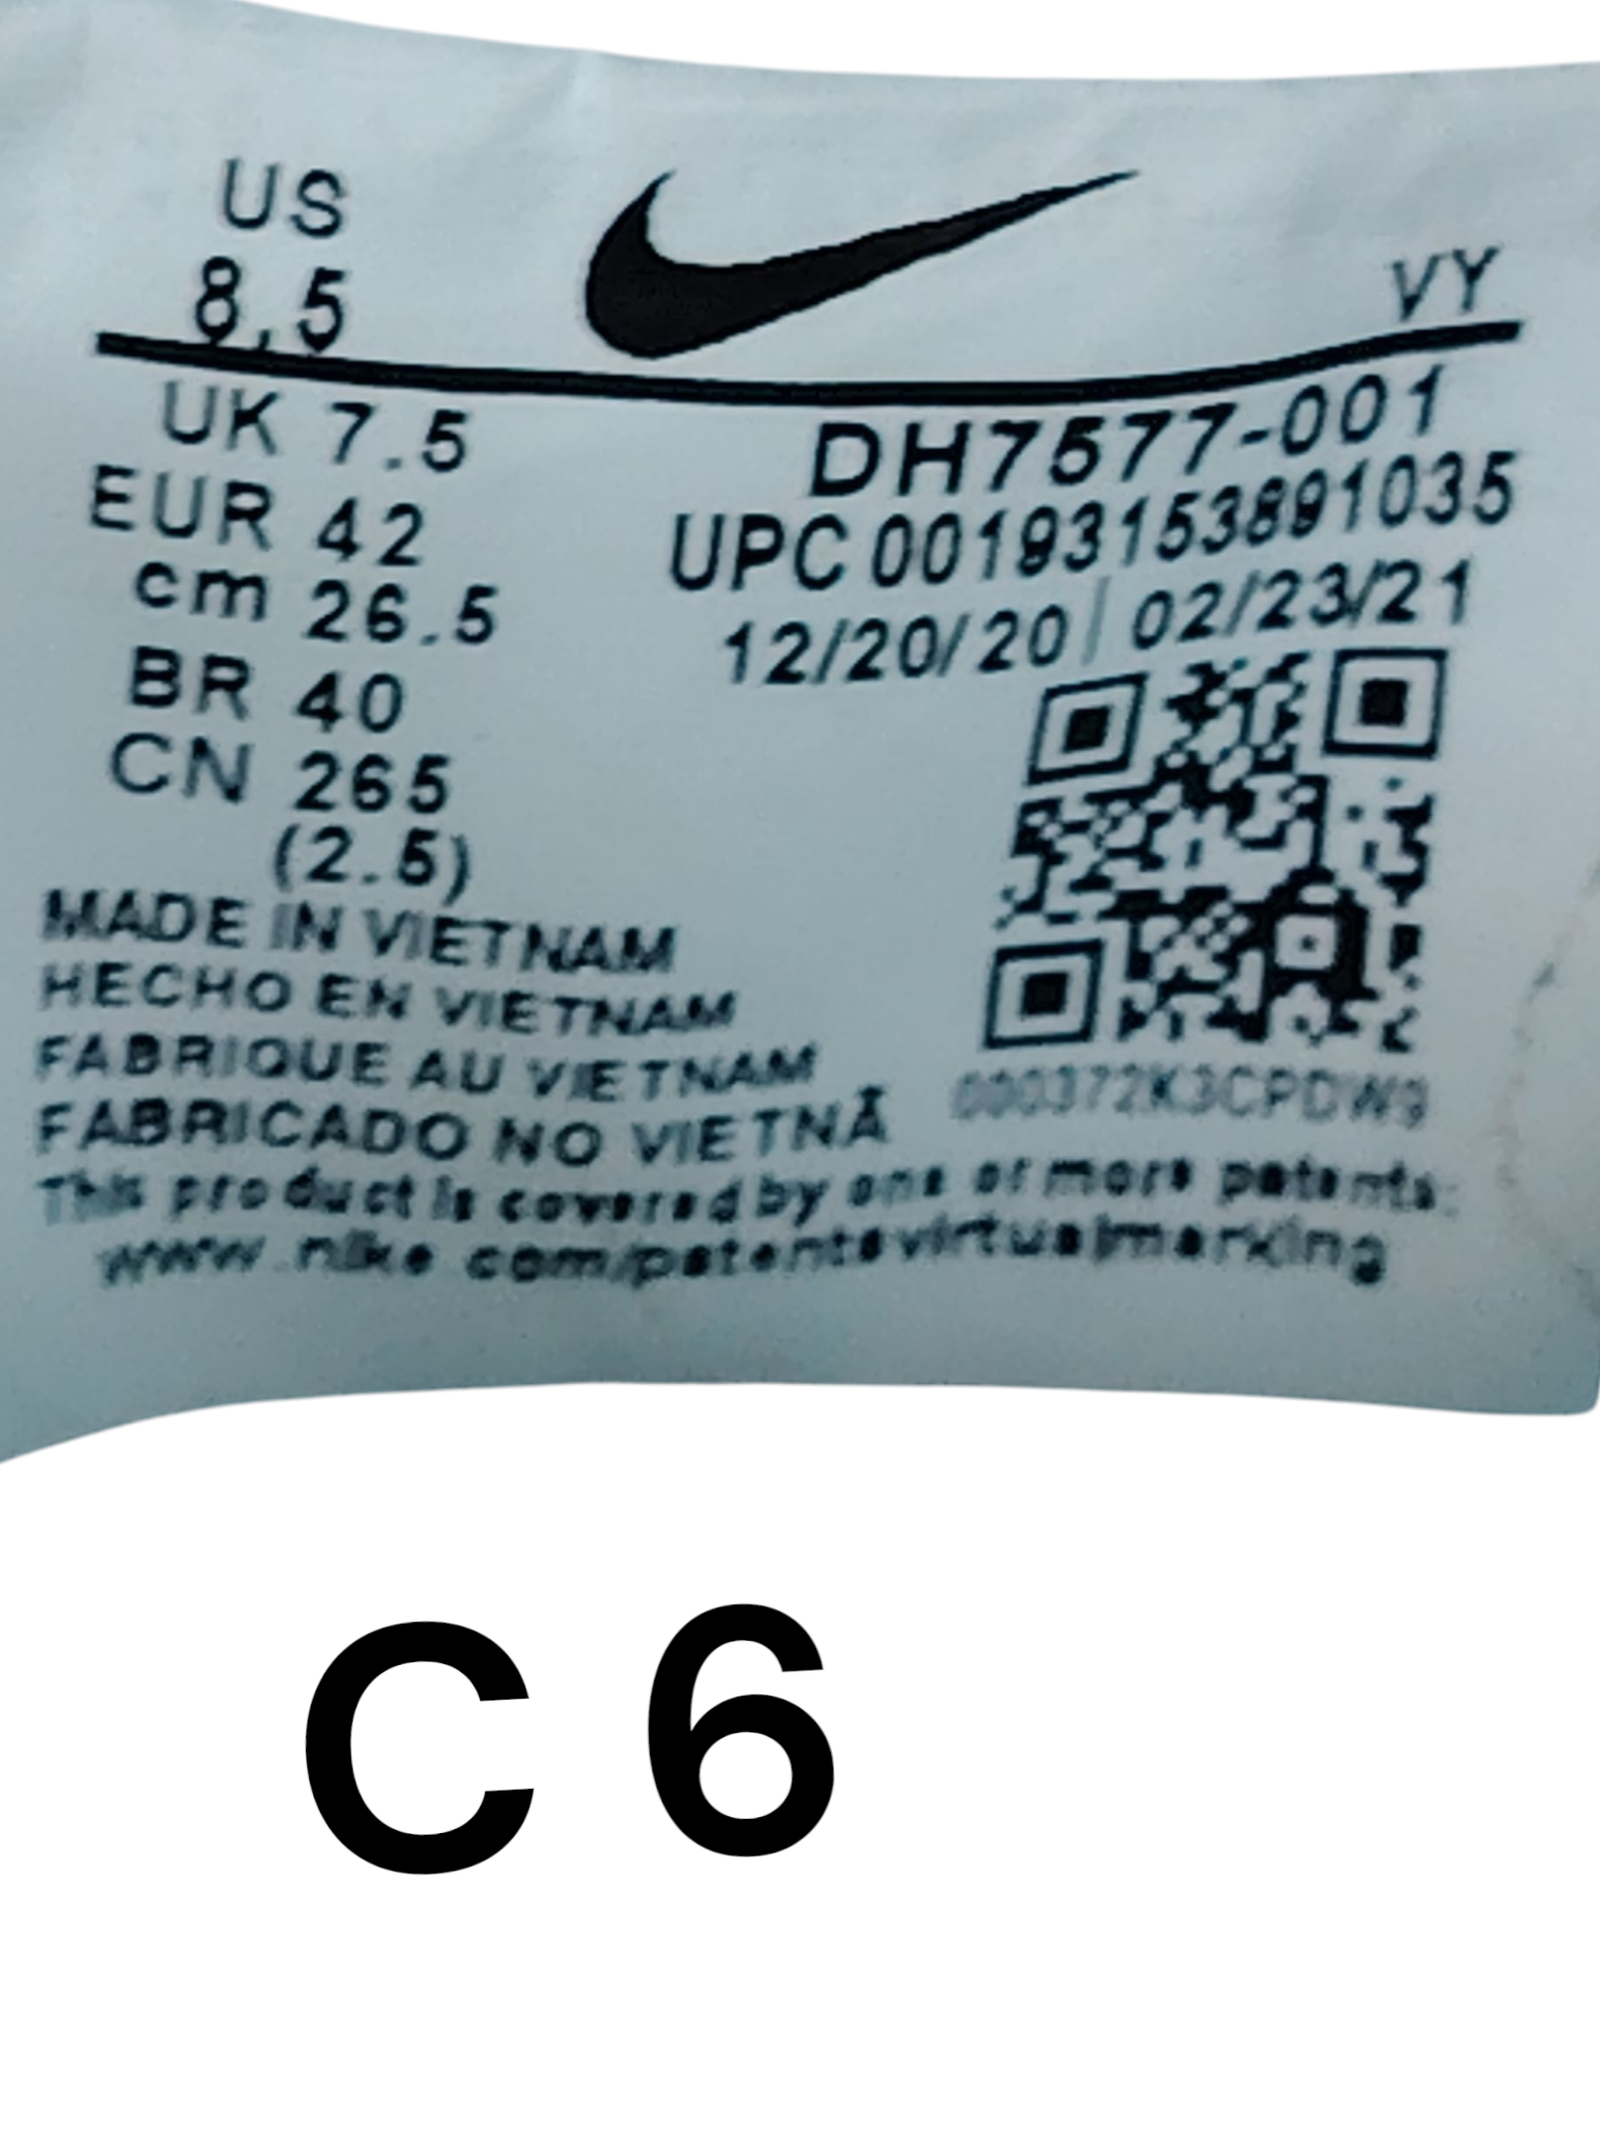 US
8.5
VY
UK 7.5
EUR 42
cm 26.5
BR 40
CN 265
(2.5)
DH7577-001
UPC 00193153891035
12/20/20 | 02/23/21
000372K3CPDW9
MADE IN VIETNAM
HECHO EN VIETNAM
FABRIQUE AU VIETNAM
FABRICADO NO VIETNÃ
This product is covered by one or more patents:
www.nike.com/patentsvirtualmarking
C 6